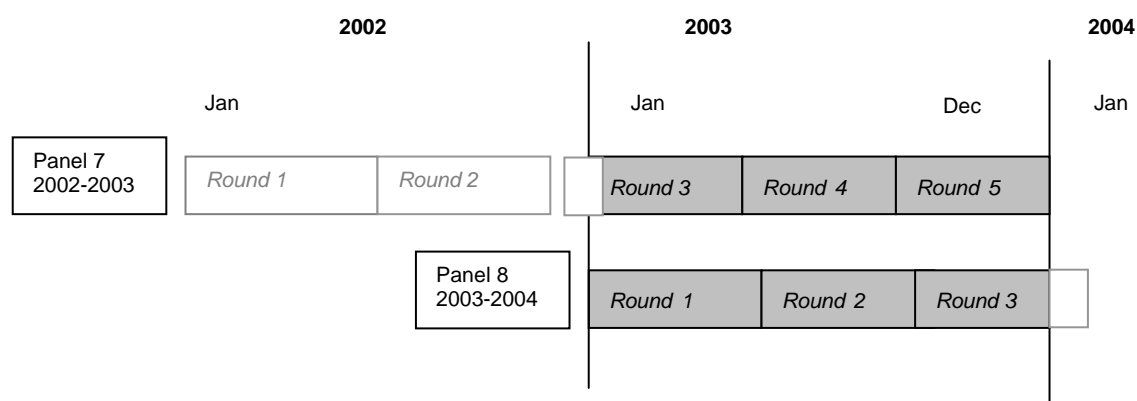 2002 2003 2004
Jan Jan Dec Jan
Panel 7
2002-2003
Round 1 Round 2 Round 3 Round 4 Round 5
Panel 8
2003-2004
Round 1 Round 2 Round 3